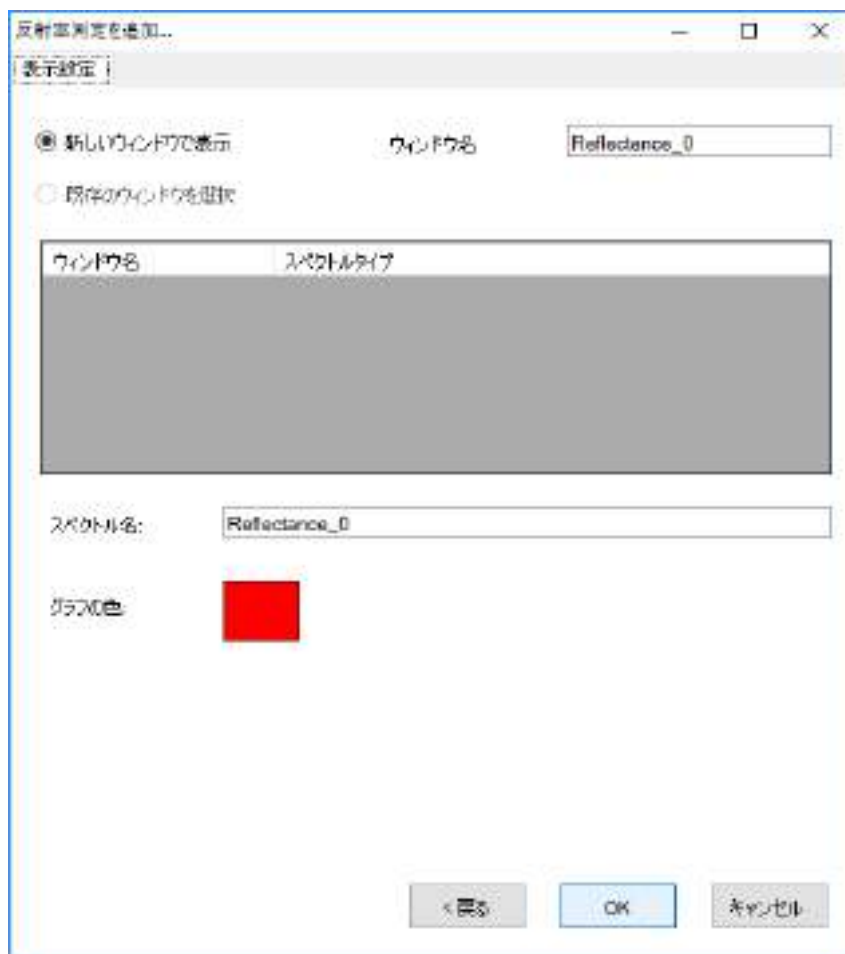 反射率測定を追加...
表示設定
新しいウィンドウで表示 ウィンドウ名 Reflectance_0
既存のウィンドウを選択
ウィンドウ名 スペクトルタイプ
スペクトル名: Reflectance_0
グラフの色:
< 戻る OK キャンセル